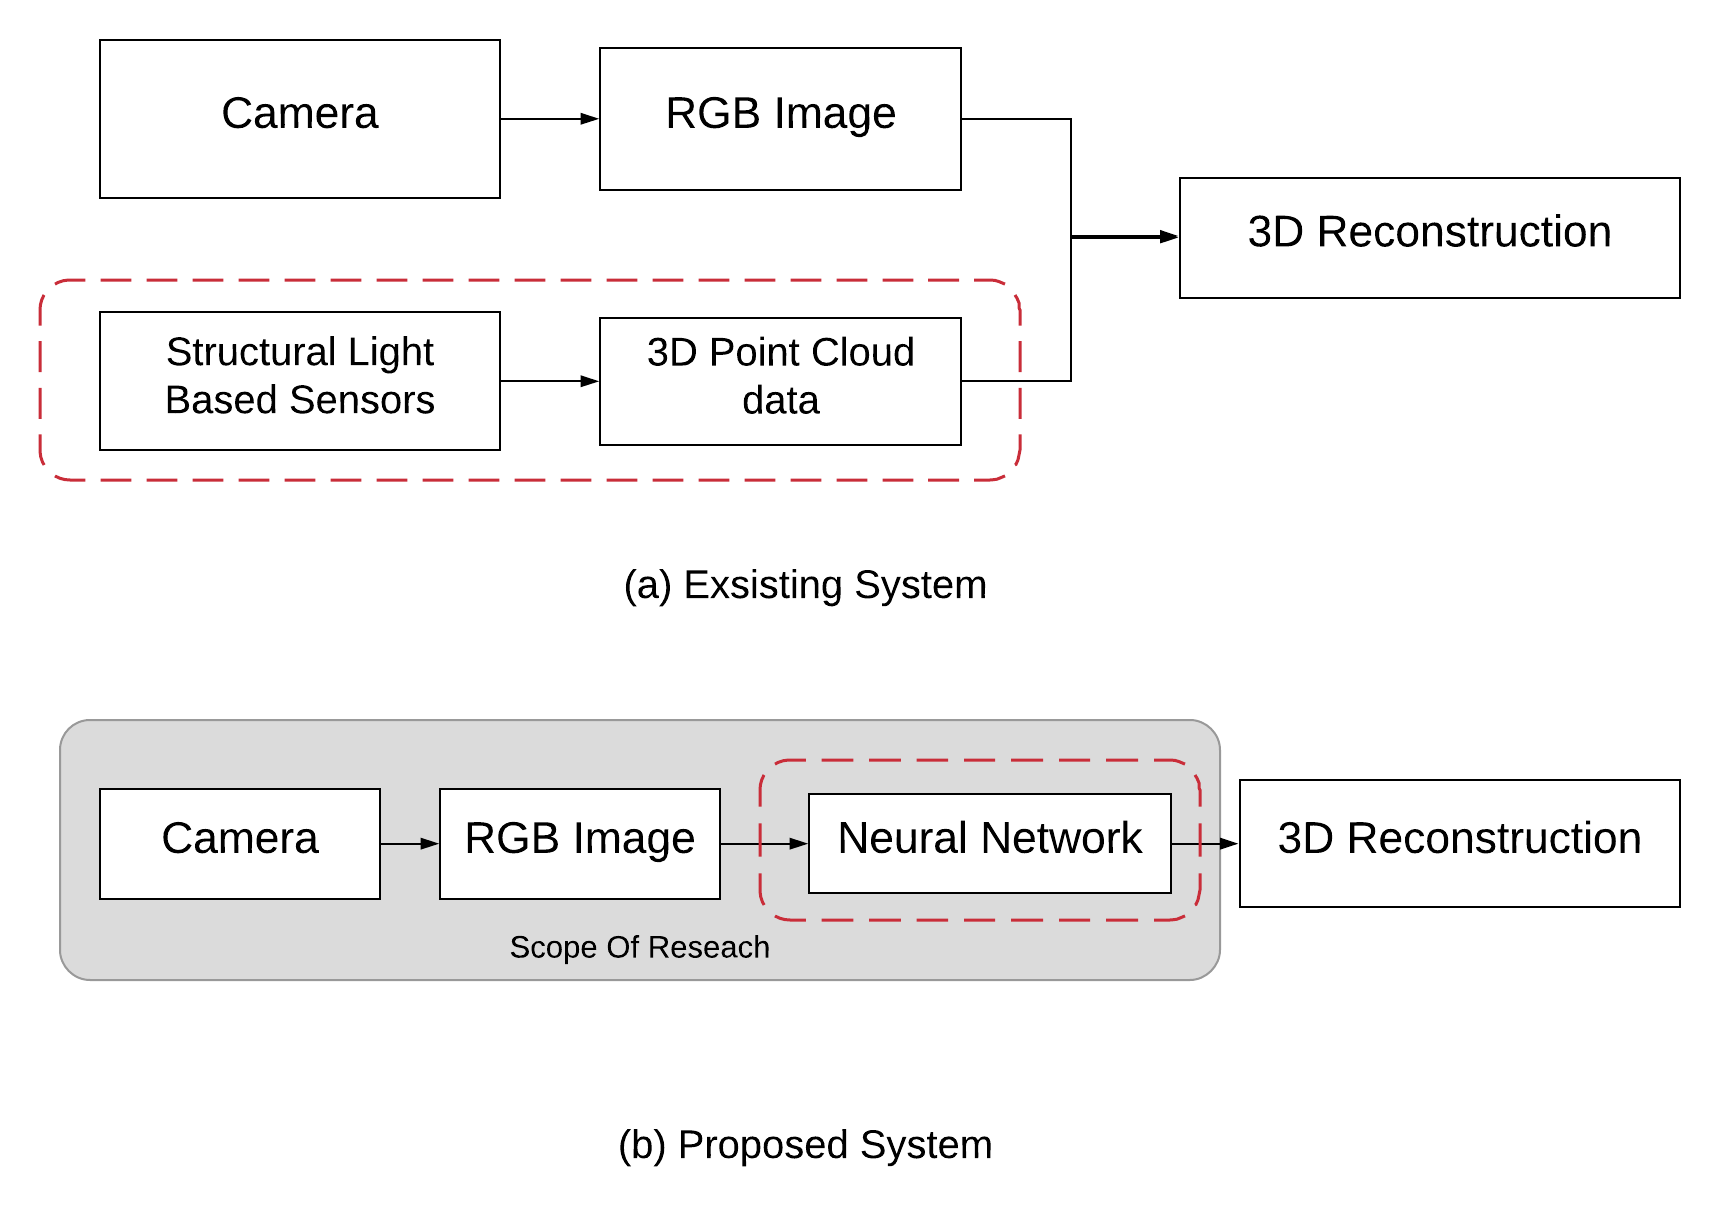 Camera
RGB Image
3D Reconstruction
Structural Light
Based Sensors
3D Point Cloud
data
(a) Exsisting System
Camera
RGB Image
Neural Network
3D Reconstruction
Scope Of Reseach
(b) Proposed System